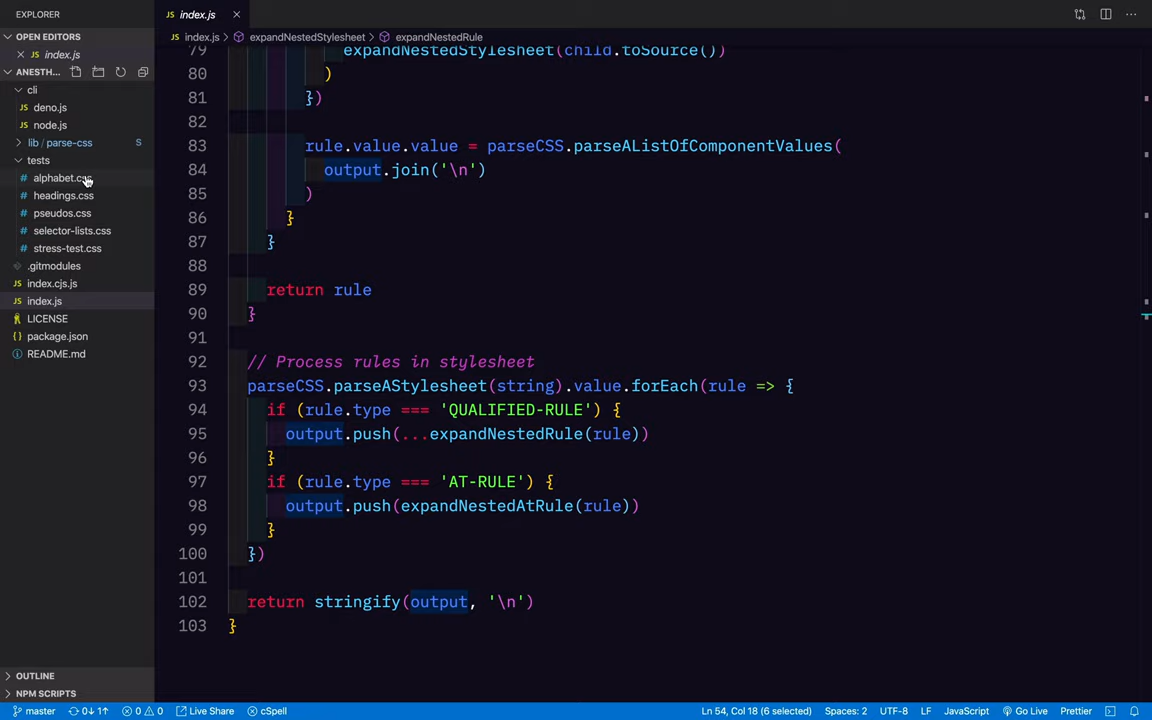 EXPLORER
OPEN EDITORS
JS index.js
ANESTH...
cli
JS deno.js
JS node.js
lib / parse-css S
tests
# alphabet.css
# headings.css
# pseudos.css
# selector-lists.css
# stress-test.css
.gitmodules
JS index.cjs.js
JS index.js
LICENSE
package.json
README.md
OUTLINE
NPM SCRIPTS
JS index.js
JS index.js > expandNestedStylesheet > expandNestedRule
79 expandNestedStylesheet(child.toSource())
80 )
81 })
82
83 rule.value.value = parseCSS.parseAListOfComponentValues(
84 output.join('\n')
85 )
86 }
87 }
88
89 return rule
90 }
91
92 // Process rules in stylesheet
93 parseCSS.parseAStylesheet(string).value.forEach(rule => {
94 if (rule.type === 'QUALIFIED-RULE') {
95 output.push(...expandNestedRule(rule))
96 }
97 if (rule.type === 'AT-RULE') {
98 output.push(expandNestedAtRule(rule))
99 }
100 })
101
102 return stringify(output, '\n')
103 }
master 0↓ 1↑ 0 0 Live Share cSpell Ln 54, Col 18 (6 selected) Spaces: 2 UTF-8 LF JavaScript Go Live Prettier